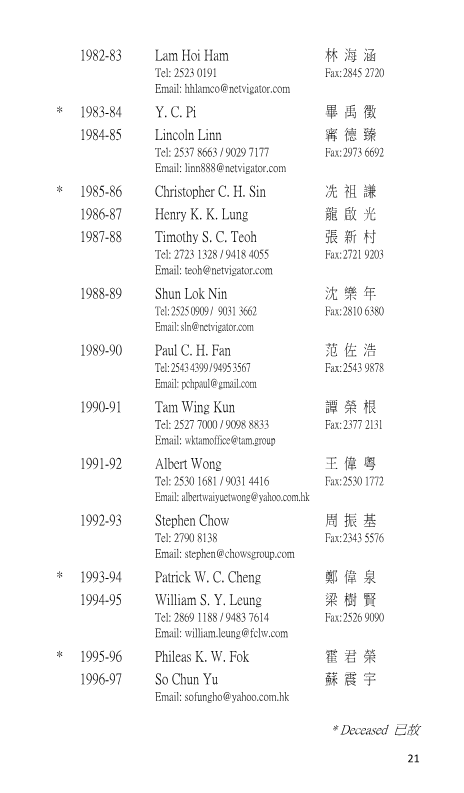 1982-83 Lam Hoi Ham 林 海 涵
Tel: 2523 0191 Fax: 2845 2720
Email: hhlamco@netvigator.com
* 1983-84 Y. C. Pi 畢 禹 徵
1984-85 Lincoln Linn 寗 德 臻
Tel: 2537 8663 / 9029 7177 Fax: 2973 6692
Email: linn888@netvigator.com
* 1985-86 Christopher C. H. Sin 冼 祖 謙
1986-87 Henry K. K. Lung 龍 啟 光
1987-88 Timothy S. C. Teoh 張 新 村
Tel: 2723 1328 / 9418 4055 Fax: 2721 9203
Email: teoh@netvigator.com
1988-89 Shun Lok Nin 沈 樂 年
Tel: 2525 0909 / 9031 3662 Fax: 2810 6380
Email: sln@netvigator.com
1989-90 Paul C. H. Fan 范 佐 浩
Tel: 2543 4399 / 9495 3567 Fax: 2543 9878
Email: pchpaul@gmail.com
1990-91 Tam Wing Kun 譚 榮 根
Tel: 2527 7000 / 9098 8833 Fax: 2377 2131
Email: wktamoffice@tam.group
1991-92 Albert Wong 王 偉 粵
Tel: 2530 1681 / 9031 4416 Fax: 2530 1772
Email: albertwaiyuetwong@yahoo.com.hk
1992-93 Stephen Chow 周 振 基
Tel: 2790 8138 Fax: 2343 5576
Email: stephen@chowsgroup.com
* 1993-94 Patrick W. C. Cheng 鄭 偉 泉
1994-95 William S. Y. Leung 梁 樹 賢
Tel: 2869 1188 / 9483 7614 Fax: 2526 9090
Email: william.leung@fclw.com
* 1995-96 Phileas K. W. Fok 霍 君 榮
1996-97 So Chun Yu 蘇 震 宇
Email: sofungho@yahoo.com.hk
* Deceased 已故
21